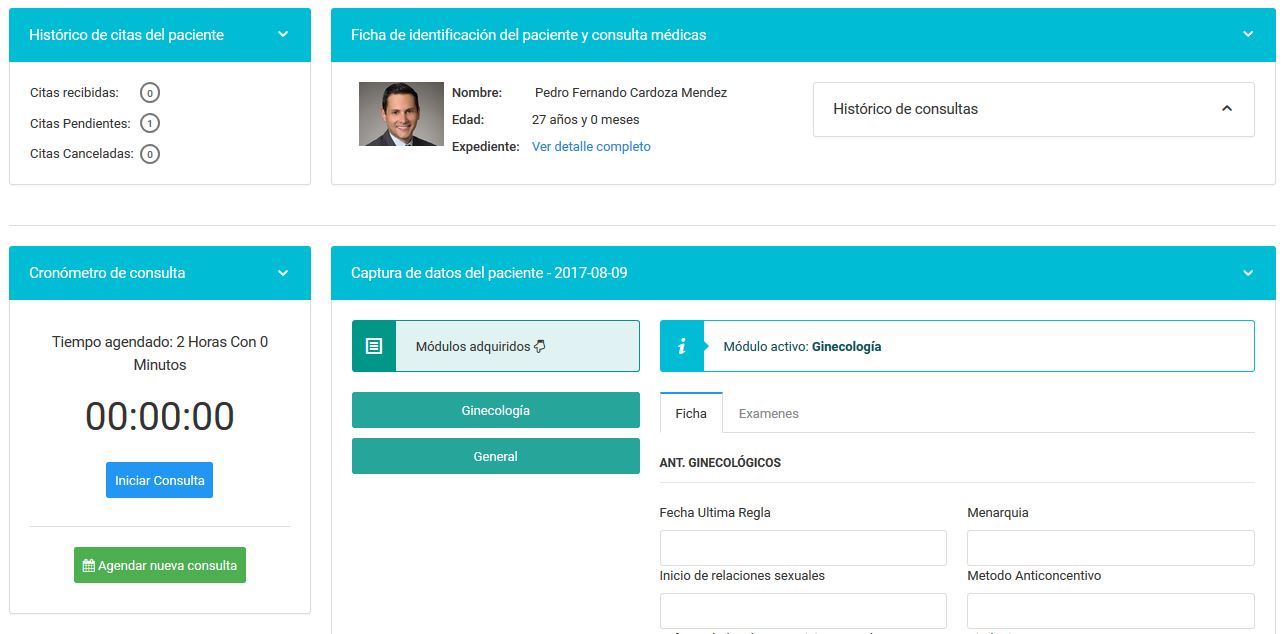 Histórico de citas del paciente
Citas recibidas: 0
Citas Pendientes: 1
Citas Canceladas: 0
Ficha de identificación del paciente y consulta médicas
Nombre: Pedro Fernando Cardoza Mendez
Edad: 27 años y 0 meses
Expediente: Ver detalle completo
Histórico de consultas
Cronómetro de consulta
Tiempo agendado: 2 Horas Con 0
Minutos
00:00:00
Iniciar Consulta
Agendar nueva consulta
Captura de datos del paciente - 2017-08-09
Módulos adquiridos
Ginecología
General
i
Módulo activo: Ginecología
Ficha Examenes
ANT. GINECOLÓGICOS
Fecha Ultima Regla Menarquia
Inicio de relaciones sexuales Metodo Anticoncentivo